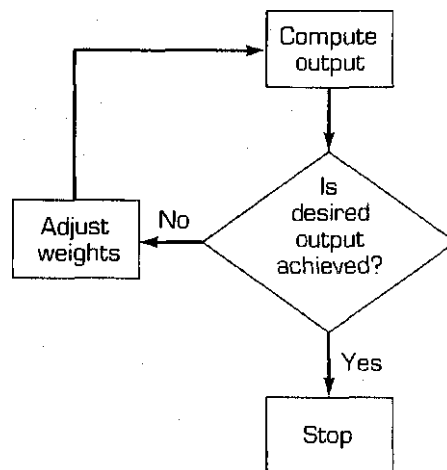 Compute
output
Is
desired
output
achieved?
No
Adjust
weights
Yes
Stop